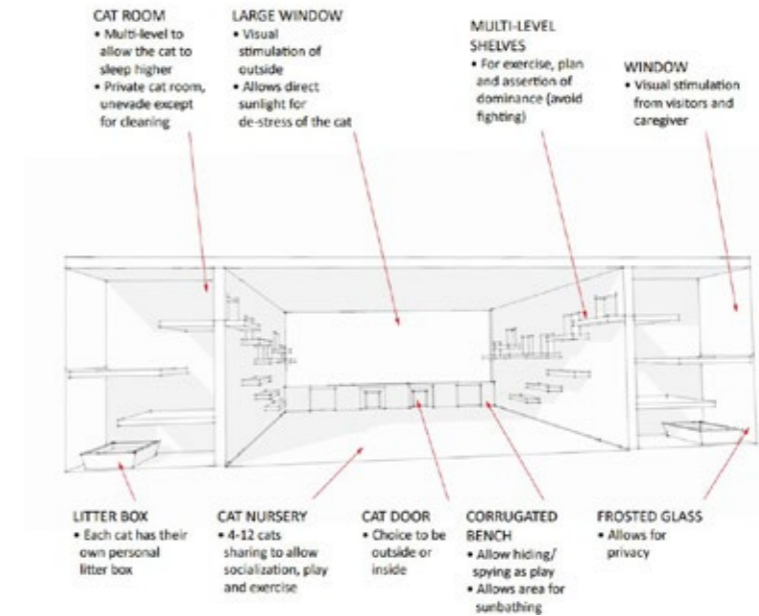 CAT ROOM
• Multi-level to
allow the cat to
sleep higher
• Private cat room,
unevade except
for cleaning
LARGE WINDOW
• Visual
stimulation of
outside
• Allows direct
sunlight for
de-stress of the cat
MULTI-LEVEL
SHELVES
• For exercise, plan
and assertion of
dominance (avoid
fighting)
WINDOW
• Visual stimulation
from visitors and
caregiver
LITTER BOX
• Each cat has their
own personal
litter box
CAT NURSERY
• 4-12 cats
sharing to allow
socialization, play
and exercise
CAT DOOR
• Choice to be
outside or
inside
CORRUGATED
BENCH
• Allow hiding/
spying as play
• Allows area for
sunbathing
FROSTED GLASS
• Allows for
privacy